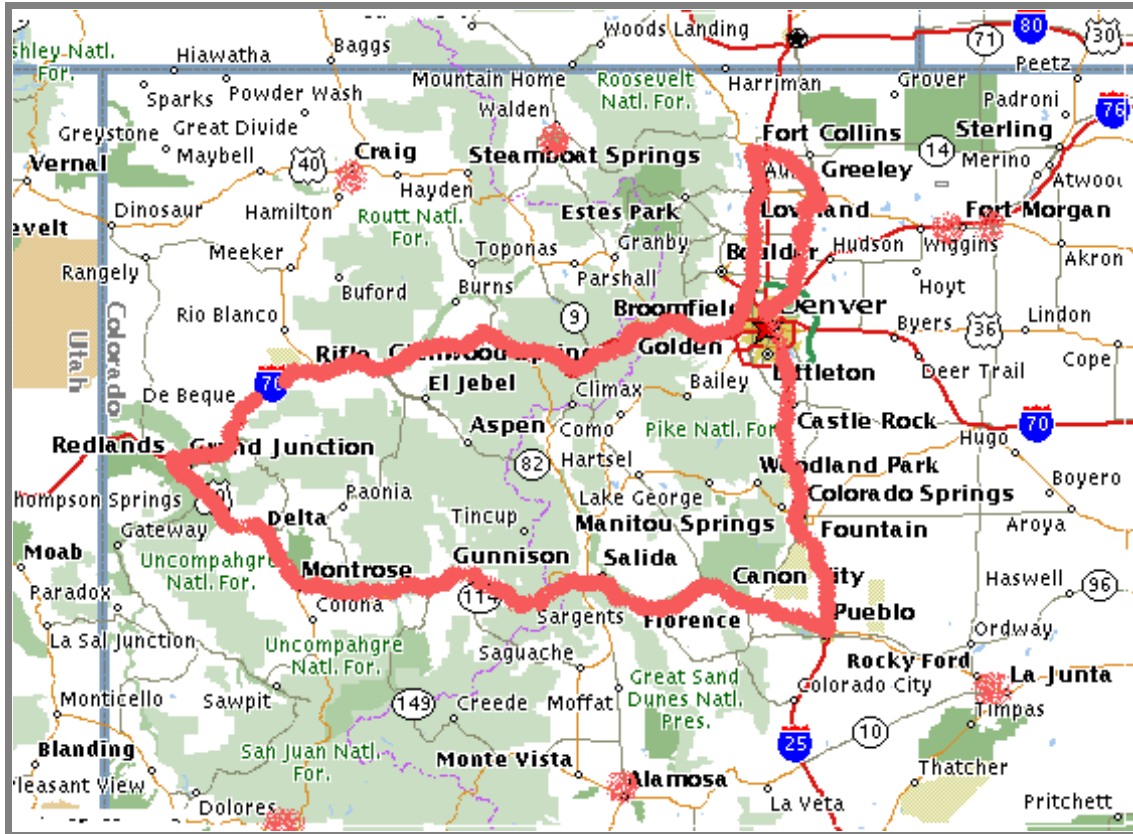 Woods Landing
80
71
30
Peetz
Ashley Natl.
For.
Hiawatha
Baggs
Mountain Home
Roosevelt
Natl. For.
Harriman
Grover
Padroni
76
Sparks
Powder Wash
Walden
Greystone
Great Divide
Fort Collins
Sterling
Vernal
Maybell
40
Craig
Steamboat Springs
Greeley
14
Merino
Hayden
Dinosaur
Hamilton
Routt Natl.
For.
Estes Park
Loveland
Fort Morgan
Meeker
Toponas
Granby
Boulder
Hudson
Wiggins
Akron
Rangely
Buford
Burns
Parshall
Hoyt
Colorado
Utah
Rio Blanco
9
Broomfield
Denver
36
Lindon
Byers
Rifle
Glenwood Springs
Golden
Cope
70
El Jebel
Climax
Bailey
Littleton
Deer Trail
De Beque
Aspen
Como
Pike Natl. For.
Castle Rock
70
Hugo
Redlands
Grand Junction
82
Hartsel
Woodland Park
Boyero
Thompson Springs
Paonia
Lake George
Colorado Springs
Gateway
Delta
Tincup
Manitou Springs
Fountain
Aroya
Moab
Uncompahgre
Natl. For.
Montrose
Gunnison
Salida
Canon City
Haswell
96
Paradox
Colona
114
Sargents
Florence
Pueblo
La Sal Junction
Uncompahgre
Natl. For.
Saguache
Ordway
Rocky Ford
La Junta
Monticello
Sawpit
149
Creede
Moffat
Great Sand
Dunes Natl.
Pres.
Colorado City
Timpas
10
Blanding
San Juan Natl.
For.
Monte Vista
25
Alamosa
Thatcher
Pleasant View
Dolores
La Veta
Pritchett